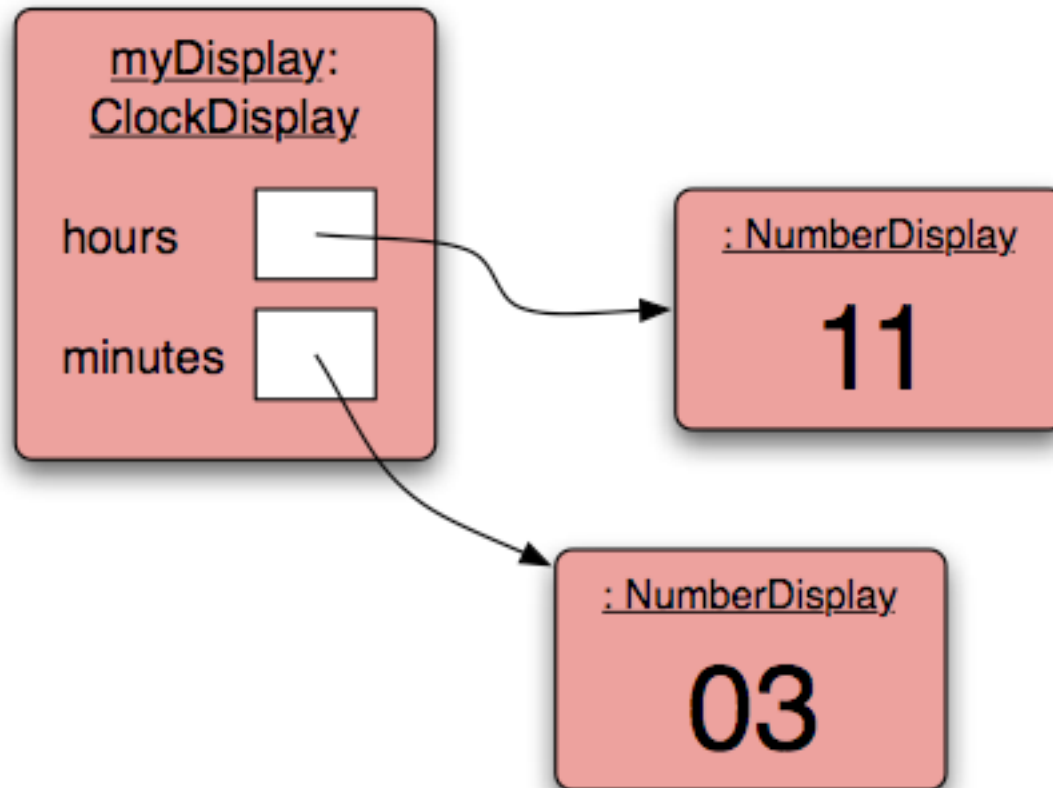 myDisplay:
ClockDisplay
hours
minutes
: NumberDisplay
11
: NumberDisplay
03